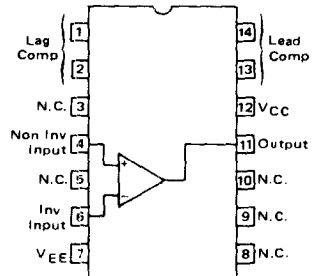 Lag
Comp
1
2
N.C. 3
Non Inv
Input 4
N.C. 5
Inv
Input 6
VEE 7
+
−
14
13
Lead
Comp
12 VCC
11 Output
10 N.C.
9 N.C.
8 N.C.